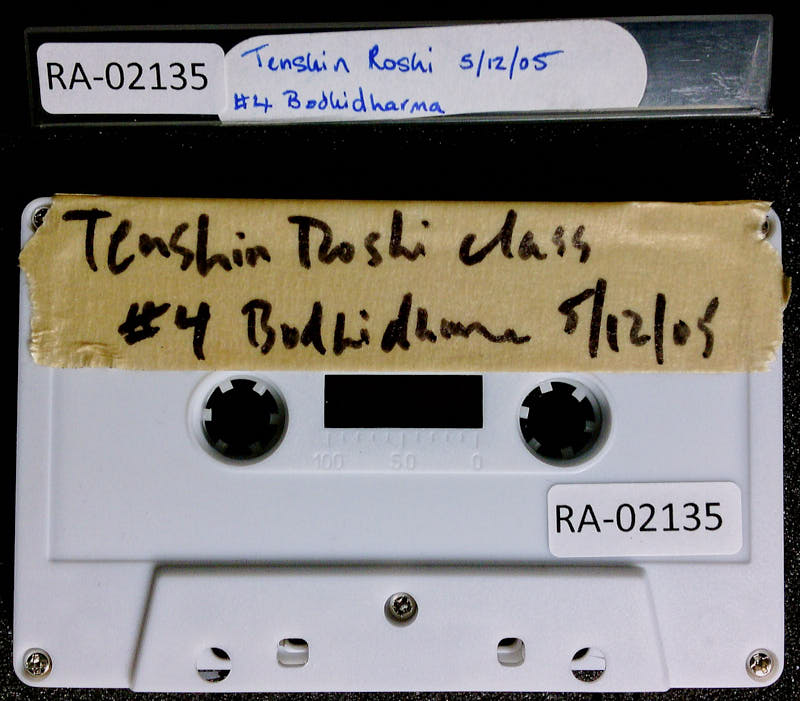 RA-02135
Tenshin Roshi 5/12/05
#4 Bodhidharma
Tenshin Roshi class
#4 Bodhidharma 5/12/05
100 50 0
RA-02135